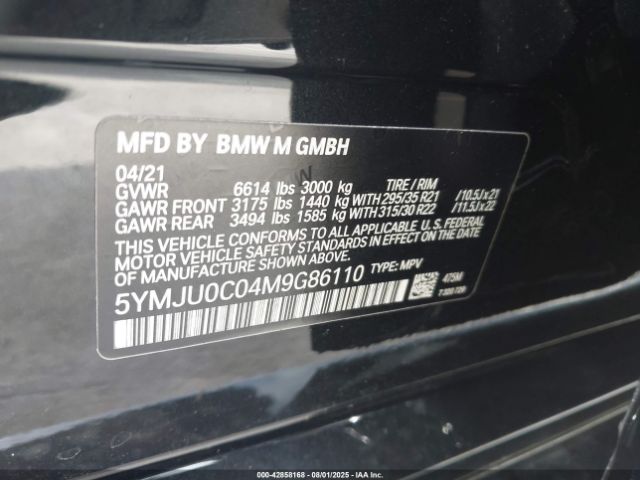 MFD BY BMW M GMBH
04/21
GVWR 6614 lbs 3000 kg TIRE / RIM
GAWR FRONT 3175 lbs 1440 kg WITH 295/35 R21 /10.5Jx21
GAWR REAR 3494 lbs 1585 kg WITH 315/30 R22 /11.5Jx22
THIS VEHICLE CONFORMS TO ALL APPLICABLE U.S. FEDERAL
MOTOR VEHICLE SAFETY STANDARDS IN EFFECT ON THE DATE
OF MANUFACTURE SHOWN ABOVE.
5YMJU0C04M9G86110 TYPE: MPV
475M
000-42858168 - 08/01/2025 - IAA Inc.